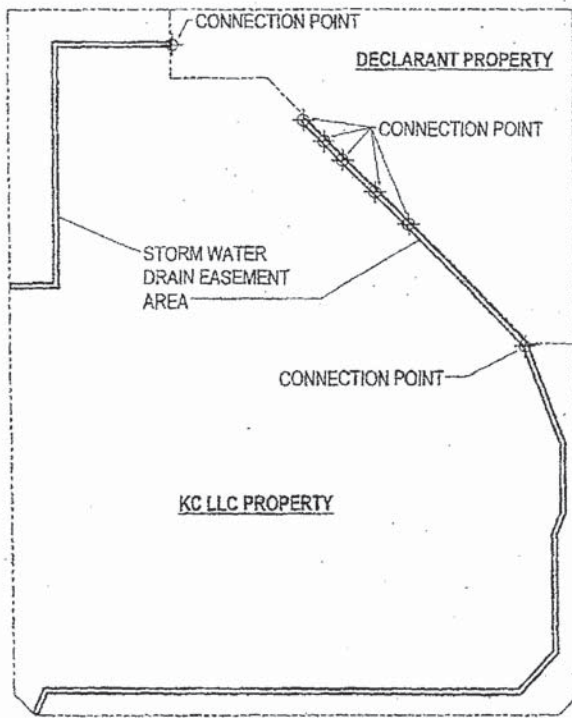 CONNECTION POINT
DECLARANT PROPERTY
CONNECTION POINT
STORM WATER
DRAIN EASEMENT
AREA
CONNECTION POINT
KC LLC PROPERTY